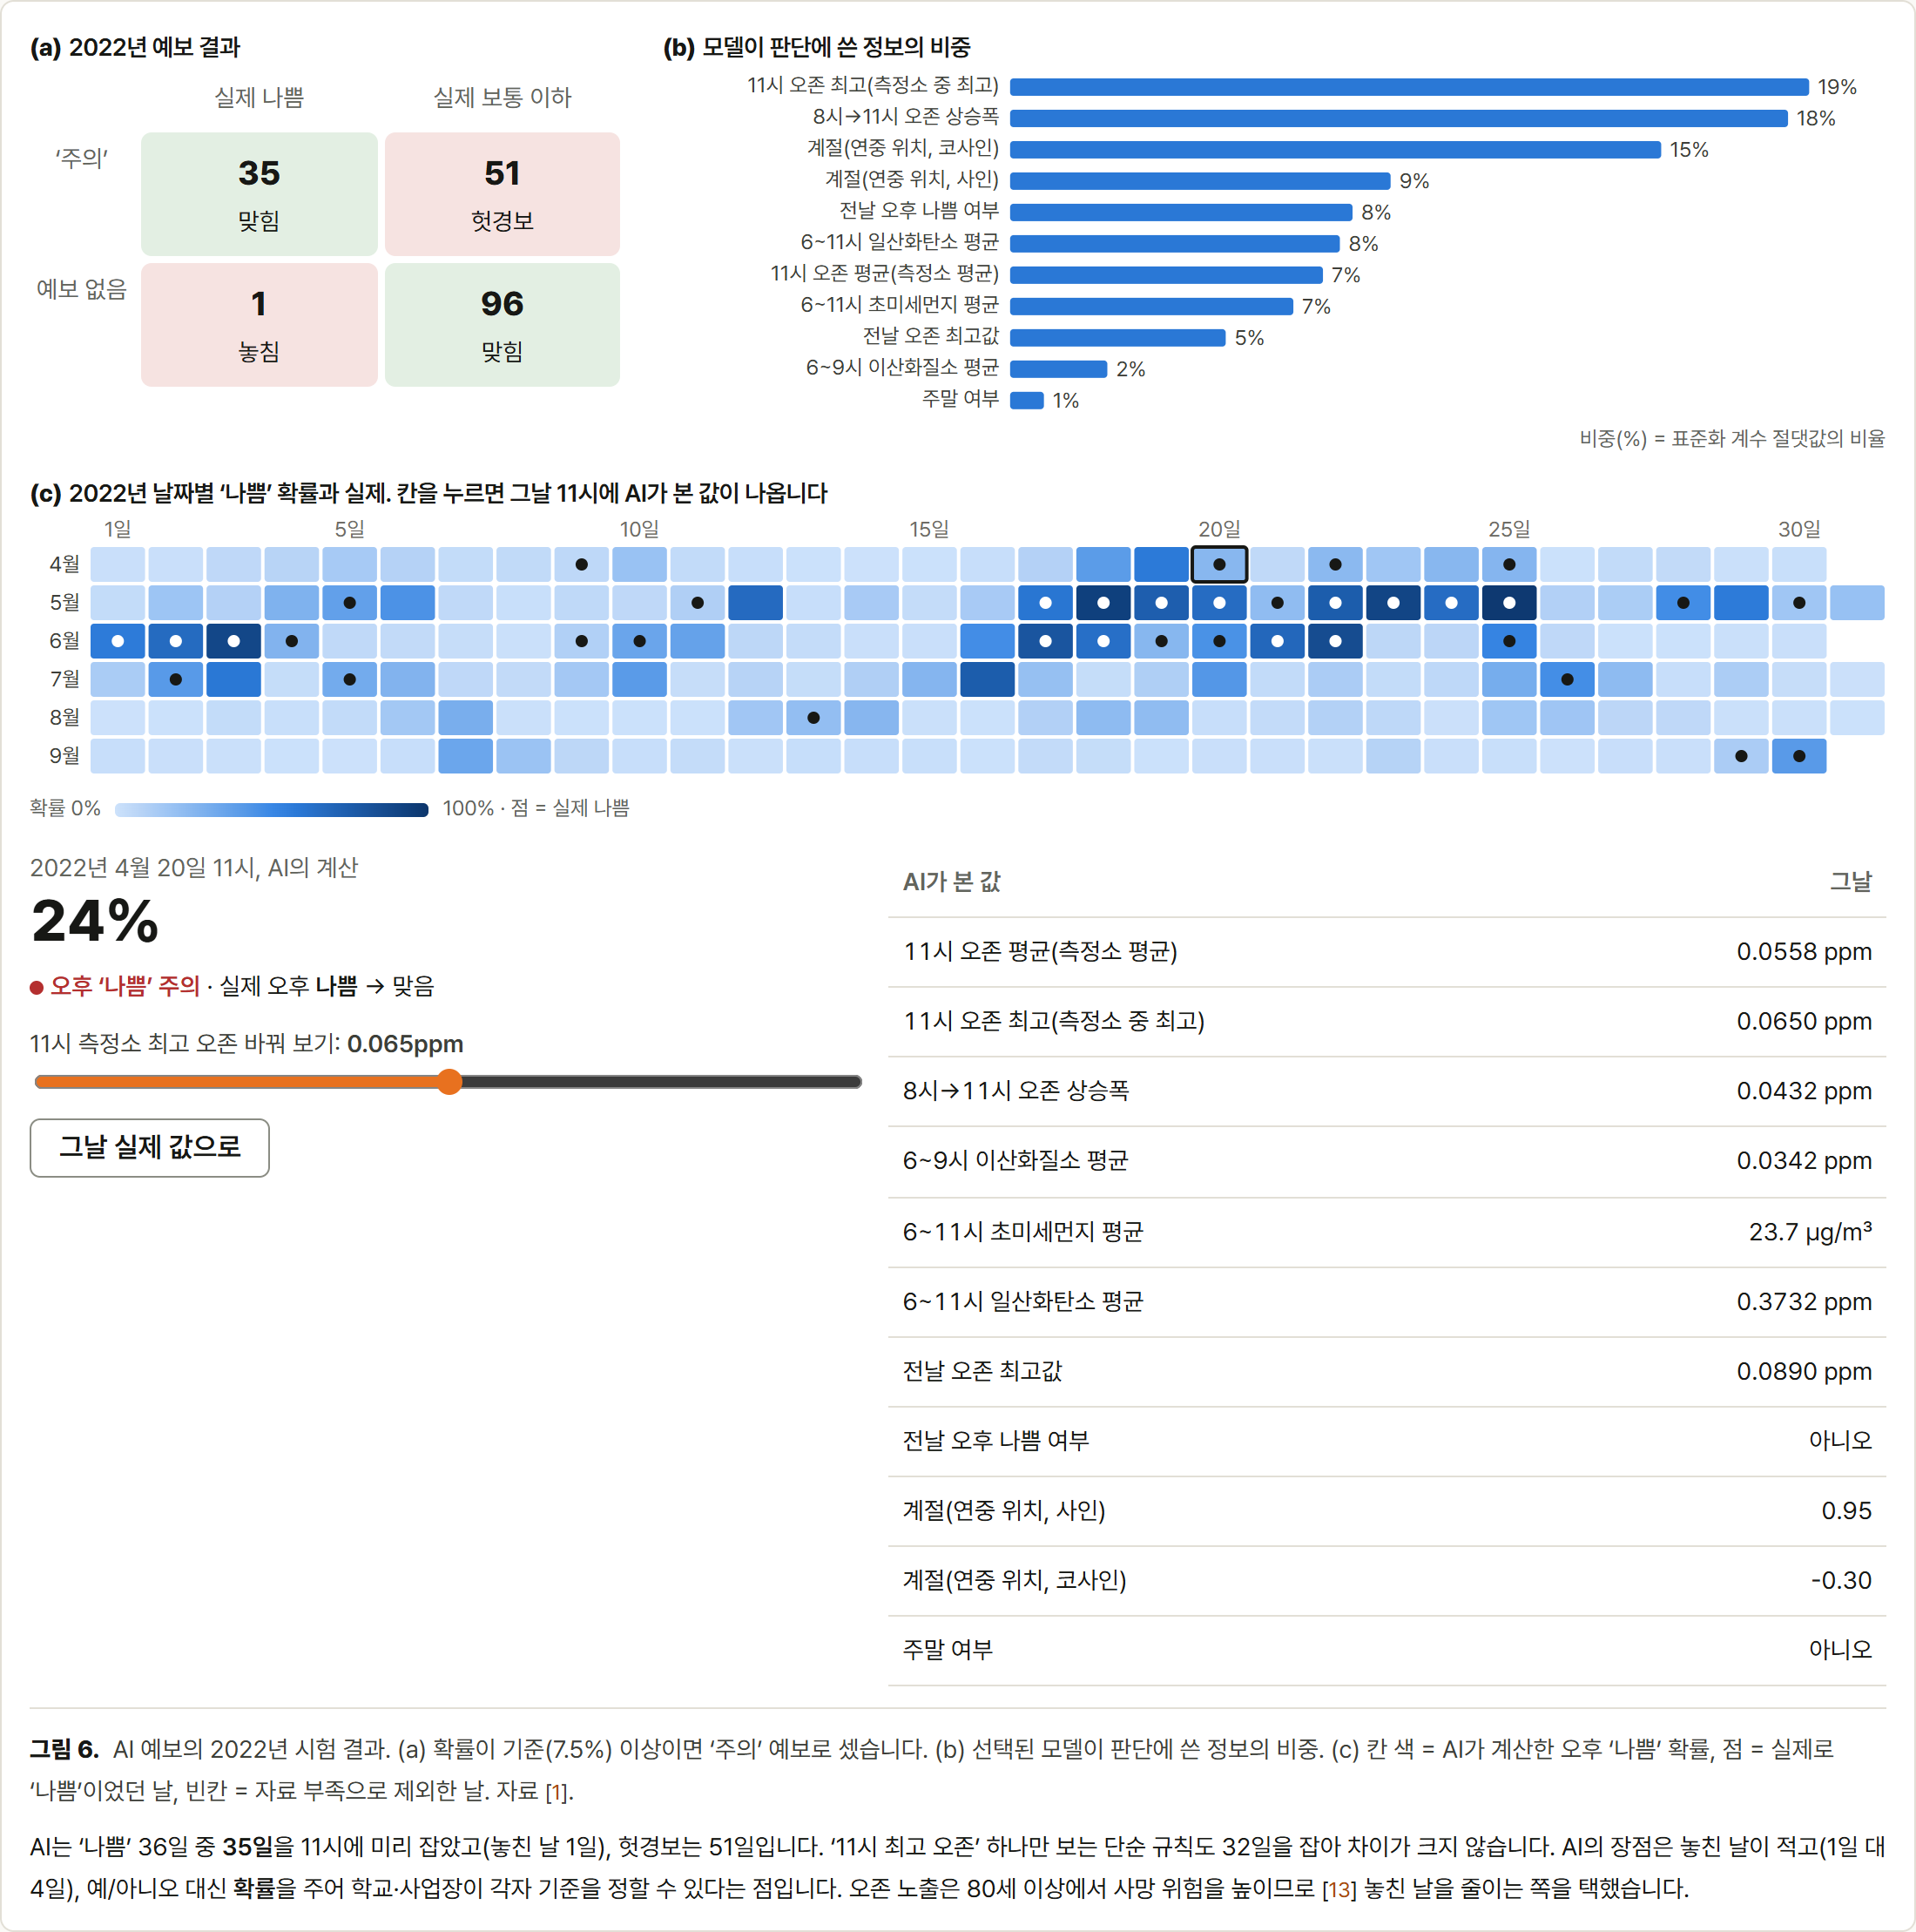 (a) 2022년 예보 결과
실제 나쁨 실제 보통 이하
‘주의’
35
맞힘
51
헛경보
예보 없음
1
놓침
96
맞힘
(b) 모델이 판단에 쓴 정보의 비중
11시 오존 최고(측정소 중 최고) 19%
8시→11시 오존 상승폭 18%
계절(연중 위치, 코사인) 15%
계절(연중 위치, 사인) 9%
전날 오후 나쁨 여부 8%
6~11시 일산화탄소 평균 8%
11시 오존 평균(측정소 평균) 7%
6~11시 초미세먼지 평균 7%
전날 오존 최고값 5%
6~9시 이산화질소 평균 2%
주말 여부 1%
비중(%) = 표준화 계수 절댓값의 비율
(c) 2022년 날짜별 ‘나쁨’ 확률과 실제. 칸을 누르면 그날 11시에 AI가 본 값이 나옵니다
1일 5일 10일 15일 20일 25일 30일
4월
5월
6월
7월
8월
9월
확률 0% 100% · 점 = 실제 나쁨
2022년 4월 20일 11시, AI의 계산
24%
오후 ‘나쁨’ 주의 · 실제 오후 나쁨 → 맞음
11시 측정소 최고 오존 바꿔 보기: 0.065ppm
그날 실제 값으로
AI가 본 값 그날
11시 오존 평균(측정소 평균) 0.0558 ppm
11시 오존 최고(측정소 중 최고) 0.0650 ppm
8시→11시 오존 상승폭 0.0432 ppm
6~9시 이산화질소 평균 0.0342 ppm
6~11시 초미세먼지 평균 23.7 µg/m³
6~11시 일산화탄소 평균 0.3732 ppm
전날 오존 최고값 0.0890 ppm
전날 오후 나쁨 여부 아니오
계절(연중 위치, 사인) 0.95
계절(연중 위치, 코사인) -0.30
주말 여부 아니오
그림 6. AI 예보의 2022년 시험 결과. (a) 확률이 기준(7.5%) 이상이면 ‘주의’ 예보로 셌습니다. (b) 선택된 모델이 판단에 쓴 정보의 비중. (c) 칸 색 = AI가 계산한 오후 ‘나쁨’ 확률, 점 = 실제로
‘나쁨’이었던 날, 빈칸 = 자료 부족으로 제외한 날. 자료 [1].
AI는 ‘나쁨’ 36일 중 35일을 11시에 미리 잡았고(놓친 날 1일), 헛경보는 51일입니다. ‘11시 최고 오존’ 하나만 보는 단순 규칙도 32일을 잡아 차이가 크지 않습니다. AI의 장점은 놓친 날이 적고(1일 대
4일), 예/아니오 대신 확률을 주어 학교·사업장이 각자 기준을 정할 수 있다는 점입니다. 오존 노출은 80세 이상에서 사망 위험을 높이므로 [13] 놓친 날을 줄이는 쪽을 택했습니다.